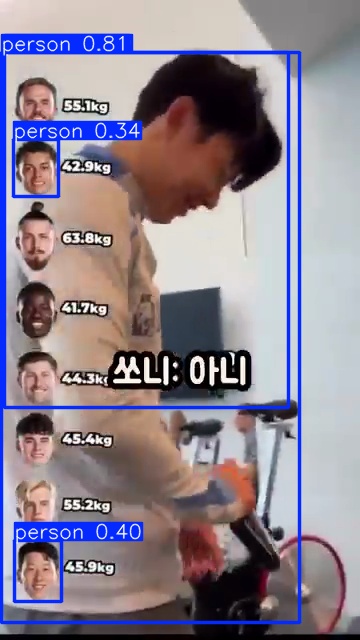 person 0.81
55.1kg
person 0.34
42.9kg
63.8kg
41.7kg
44.3kg
쏘니: 아니
45.4kg
55.2kg
person 0.40
45.9kg